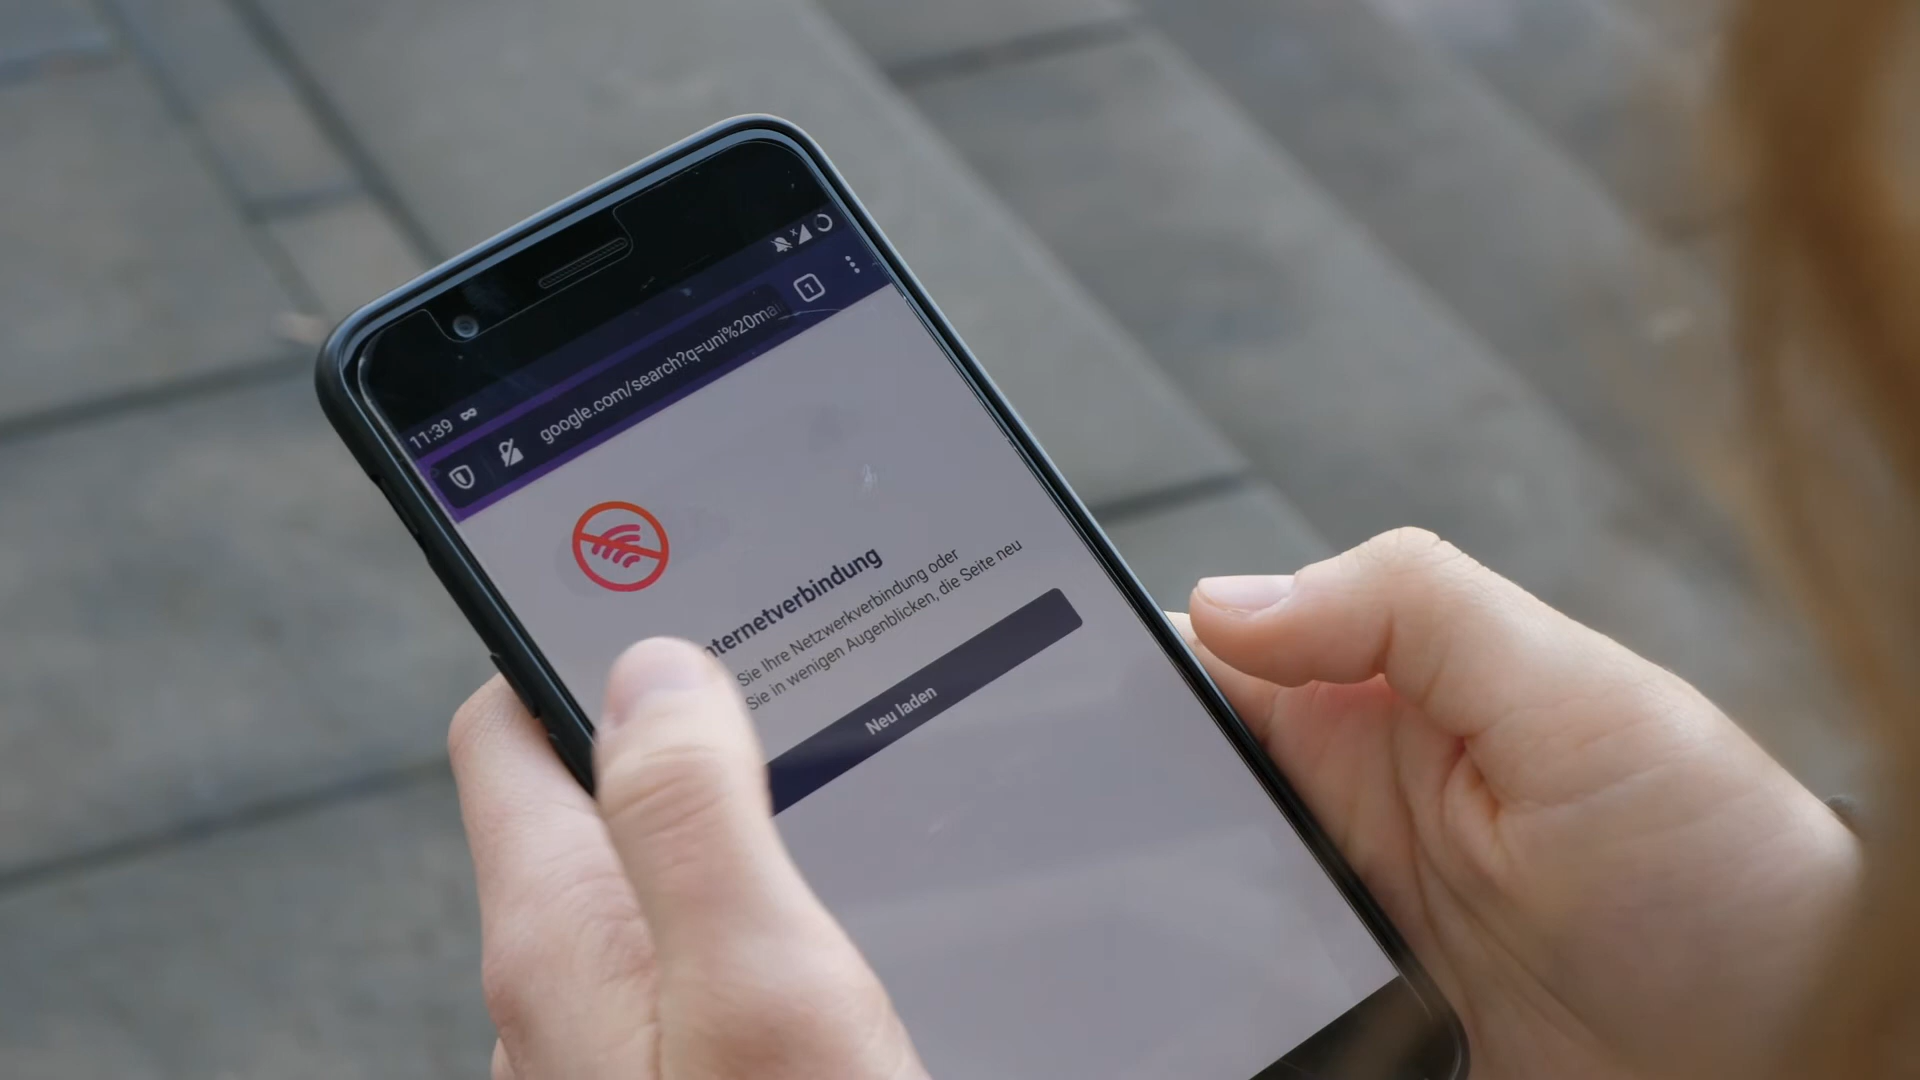 11:39
google.com/search?q=uni%20ma
1
nternetverbindung
Sie Ihre Netzwerkverbindung oder
Sie in wenigen Augenblicken, die Seite neu
Neu laden